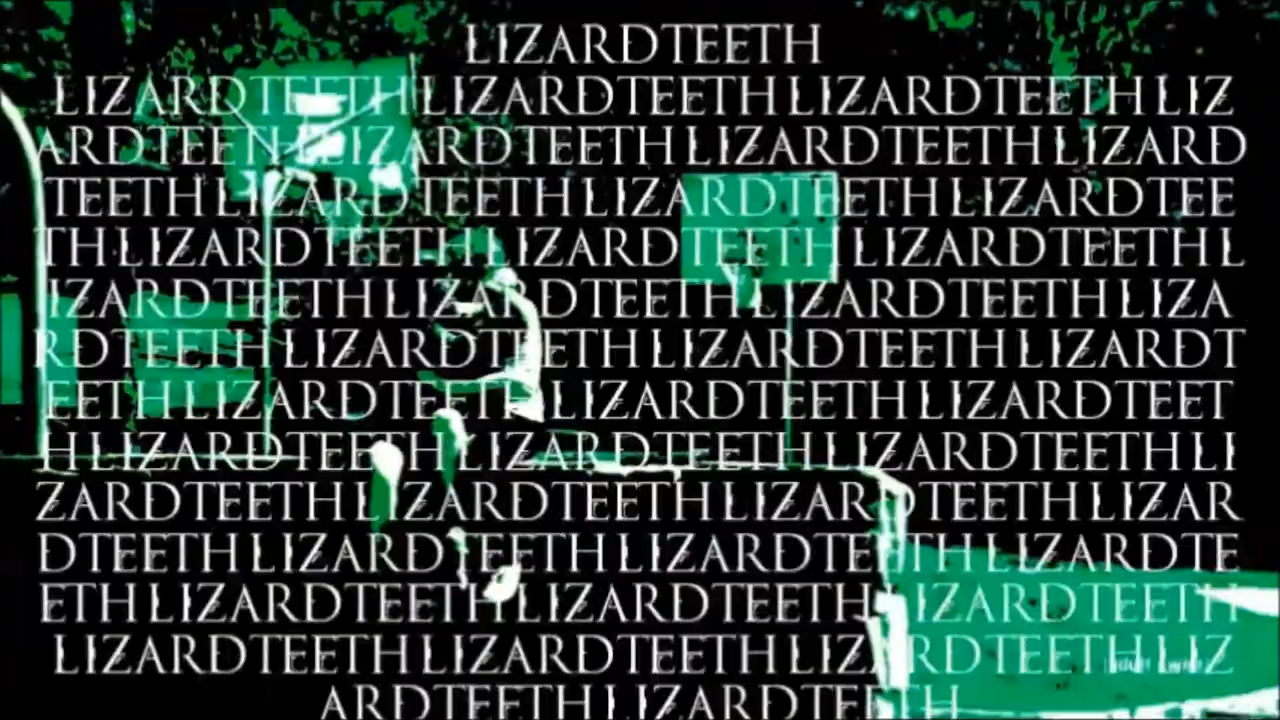 LIZARDTEETH
LIZARDTEETH LIZARDTEETH LIZARDTEETH LIZ
ARDTEETH LIZARDTEETH LIZARDTEETH LIZARD
TEETH LIZARDTEETH LIZARDTEETH LIZARDTEE
TH LIZARDTEETH LIZARDTEETH LIZARDTEETH L
IZARDTEETH LIZARDTEETH LIZARDTEETH LIZA
RDTEETH LIZARDTEETH LIZARDTEETH LIZARDT
EETH LIZARDTEETH LIZARDTEETH LIZARDTEET
H LIZARDTEETH LIZARDTEETH LIZARDTEETH LI
ZARDTEETH LIZARDTEETH LIZARDTEETH LIZAR
DTEETH LIZARDTEETH LIZARDTEETH LIZARDTE
ETH LIZARDTEETH LIZARDTEETH LIZARDTEETH
LIZARDTEETH LIZARDTEETH LIZARDTEETH LIZ
ARDTEETH LIZARDTEETH